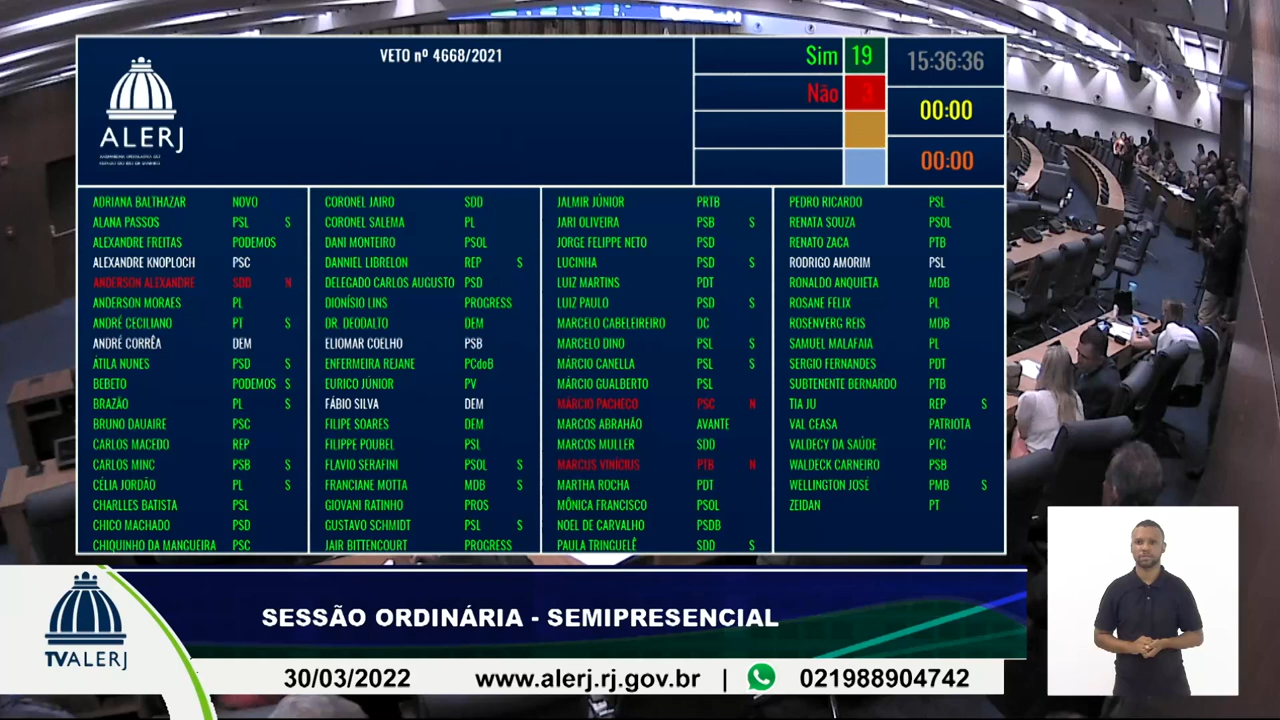 VETO nº 4668/2021
ALERJ
Sim 19
Não 3
15:36:36
00:00
00:00
ADRIANA BALTHAZAR NOVO
ALANA PASSOS PSL S
ALEXANDRE FREITAS PODEMOS
ALEXANDRE KNOPLOCH PSC
ANDERSON ALEXANDRE SDD N
ANDERSON MORAES PL
ANDRÉ CECILIANO PT S
ANDRÉ CORRÊA DEM
ÁTILA NUNES PSD S
BEBETO PODEMOS S
BRAZÃO PL S
BRUNO DAUAIRE PSC
CARLOS MACEDO REP
CARLOS MINC PSB S
CÉLIA JORDÃO PL S
CHARLLES BATISTA PSL
CHICO MACHADO PSD
CHIQUINHO DA MANGUEIRA PSC
CORONEL JAIRO SDD
CORONEL SALEMA PL
DANI MONTEIRO PSOL
DANNIEL LIBRELON REP S
DELEGADO CARLOS AUGUSTO PSD
DIONÍSIO LINS PROGRESS
DR. DEODALTO DEM
ELIOMAR COELHO PSB
ENFERMEIRA REJANE PCdoB
EURICO JÚNIOR PV
FÁBIO SILVA DEM
FILIPE SOARES DEM
FILIPPE POUBEL PSL
FLAVIO SERAFINI PSOL S
FRANCIANE MOTTA MDB S
GIOVANI RATINHO PROS
GUSTAVO SCHMIDT PSL S
JAIR BITTENCOURT PROGRESS
JALMIR JÚNIOR PRTB
JARI OLIVEIRA PSB S
JORGE FELIPPE NETO PSD
LUCINHA PSD S
LUIZ MARTINS PDT
LUIZ PAULO PSD S
MARCELO CABELEIREIRO DC
MARCELO DINO PSL S
MÁRCIO CANELLA PSL S
MÁRCIO GUALBERTO PSL
MÁRCIO PACHECO PSC N
MARCOS ABRAHÃO AVANTE
MARCOS MULLER SDD
MARCUS VINÍCIUS PTB N
MARTHA ROCHA PDT
MÔNICA FRANCISCO PSOL
NOEL DE CARVALHO PSDB
PAULA TRINGUELÊ SDD S
PEDRO RICARDO PSL
RENATA SOUZA PSOL
RENATO ZACA PTB
RODRIGO AMORIM PSL
RONALDO ANQUIETA MDB
ROSANE FELIX PL
ROSENVERG REIS MDB
SAMUEL MALAFAIA PL
SERGIO FERNANDES PDT
SUBTENENTE BERNARDO PTB
TIA JU REP S
VAL CEASA PATRIOTA
VALDECY DA SAÚDE PTC
WALDECK CARNEIRO PSB
WELLINGTON JOSÉ PMB S
ZEIDAN PT
SESSÃO ORDINÁRIA - SEMIPRESENCIAL
TVALERJ
30/03/2022 www.alerj.rj.gov.br | 021988904742